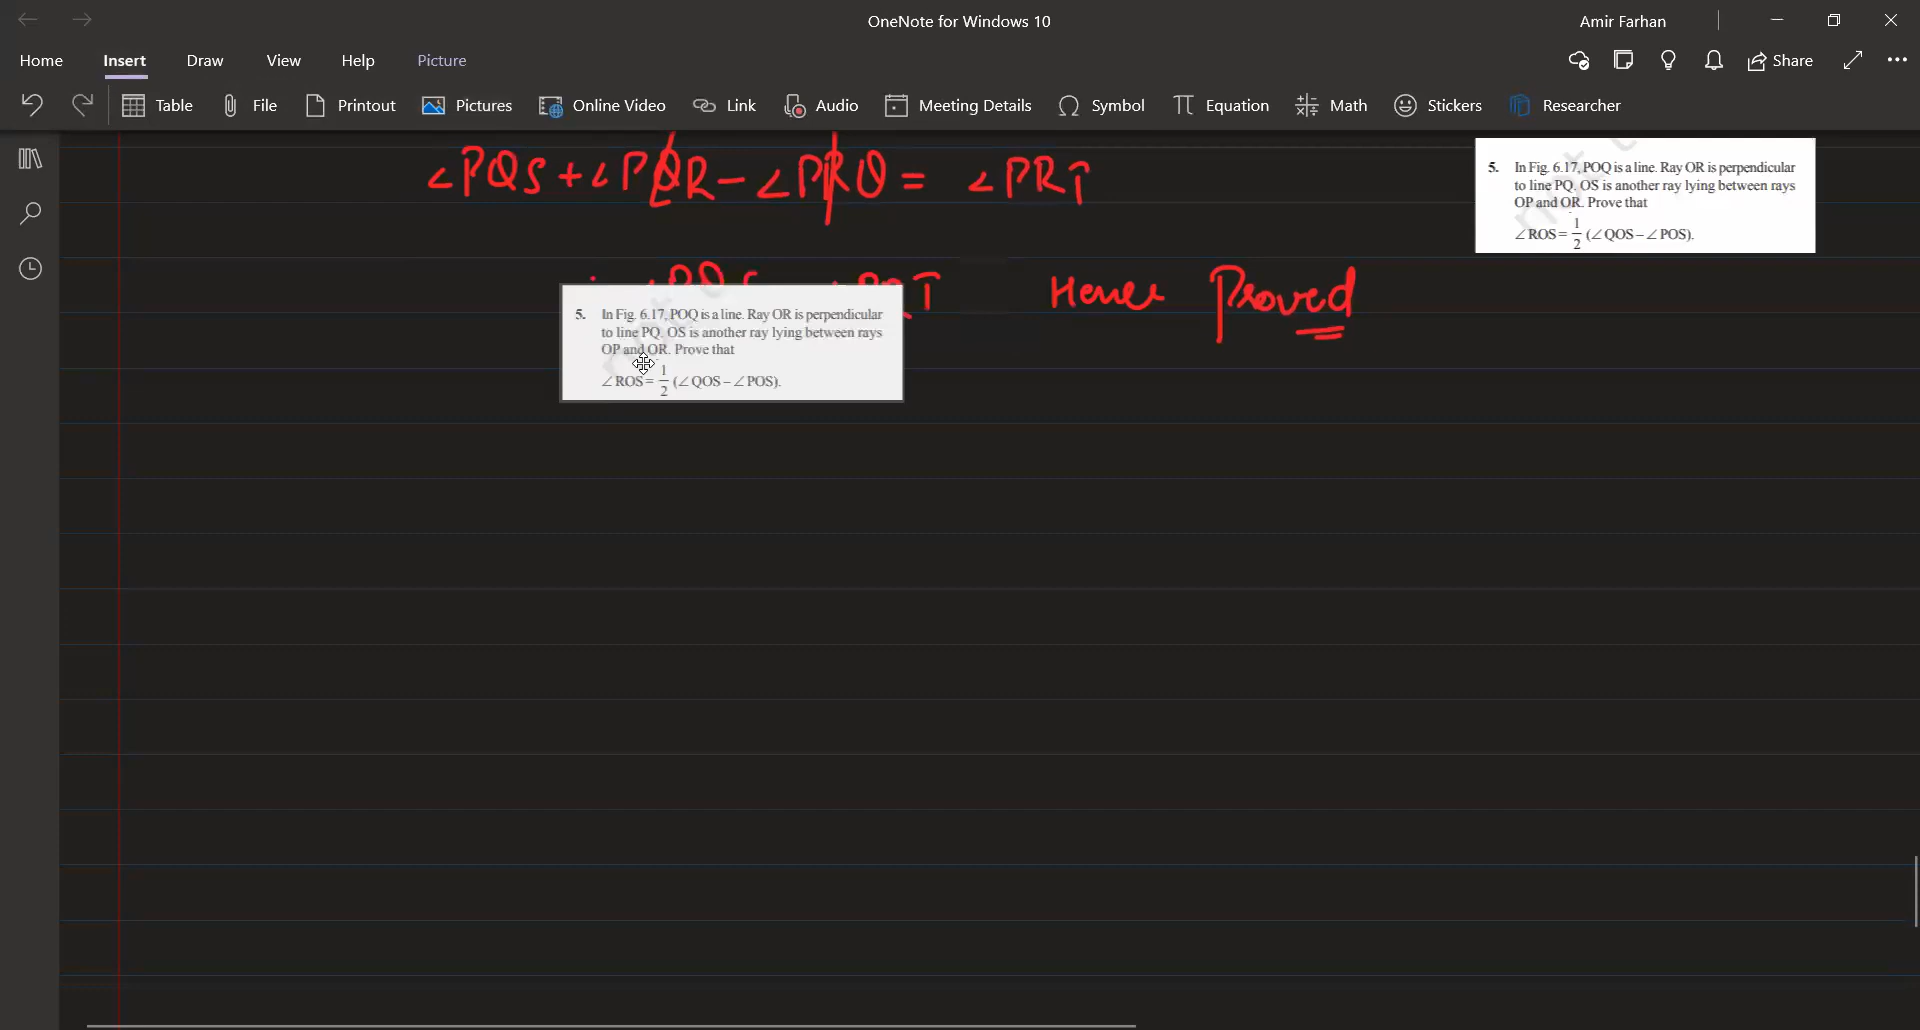 OneNote for Windows 10
Amir Farhan
Home Insert Draw View Help Picture
Share
Table File Printout Pictures Online Video Link Audio Meeting Details Symbol Equation Math Stickers Researcher
∠PQS + ∠PQR - ∠PRQ = ∠PRT
Hence Proved
5. In Fig. 6.17, POQ is a line. Ray OR is perpendicular
to line PQ. OS is another ray lying between rays
OP and OR. Prove that
∠ROS = 1/2 (∠QOS – ∠POS).
5. In Fig. 6.17, POQ is a line. Ray OR is perpendicular
to line PQ. OS is another ray lying between rays
OP and OR. Prove that
∠ROS = 1/2 (∠QOS – ∠POS).